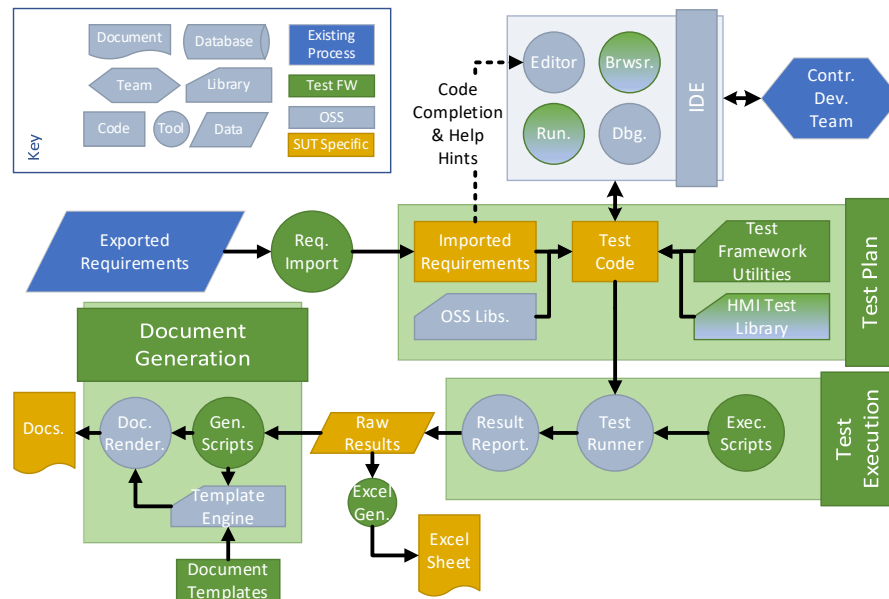 Document
Database
Existing
Process
Team
Library
Test FW
Code
Tool
Data
OSS
SUT Specific
Key
Code
Completion
& Help
Hints
Editor
Brwsr.
Run.
Dbg.
IDE
Contr.
Dev.
Team
Exported
Requirements
Req.
Import
Imported
Requirements
Test
Code
Test
Framework
Utilities
OSS Libs.
HMI Test
Library
Test Plan
Document
Generation
Docs.
Doc.
Render.
Gen.
Scripts
Raw
Results
Result
Report.
Test
Runner
Exec.
Scripts
Test
Execution
Template
Engine
Excel
Gen.
Excel
Sheet
Document
Templates